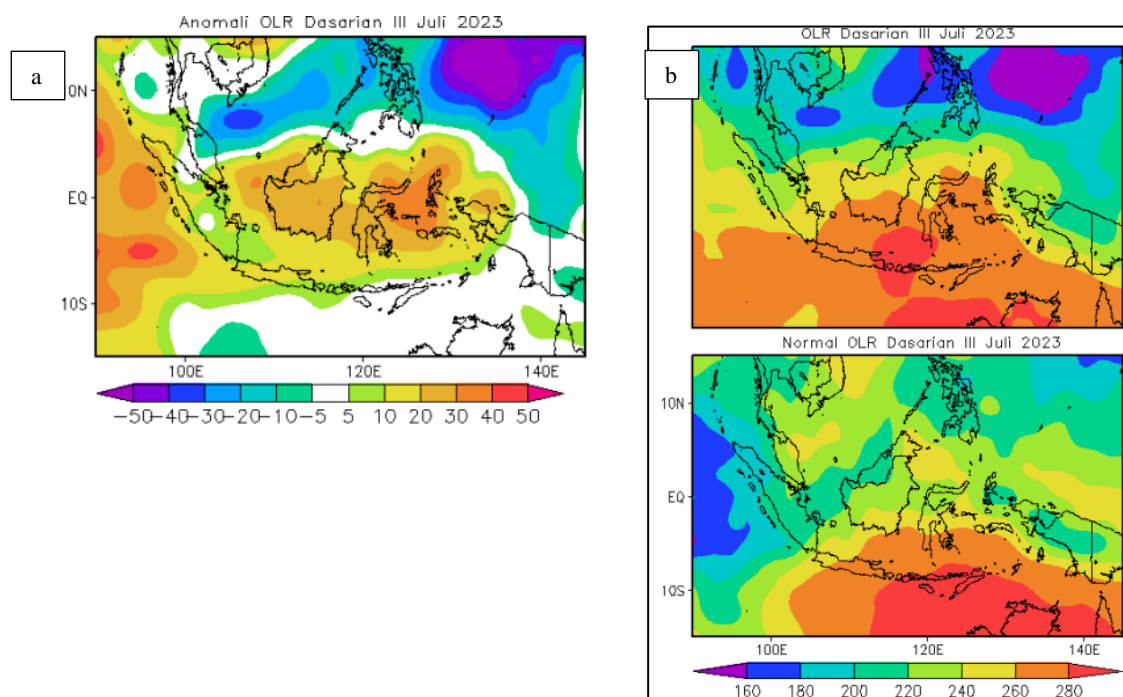 Anomali OLR Dasarian III Juli 2023
a
0N
EQ
10S
100E 120E 140E
-50 -40 -30 -20 -10 -5 5 10 20 30 40 50
b
OLR Dasarian III Juli 2023
Normal OLR Dasarian III Juli 2023
10N
EQ
10S
100E 120E 140E
160 180 200 220 240 260 280